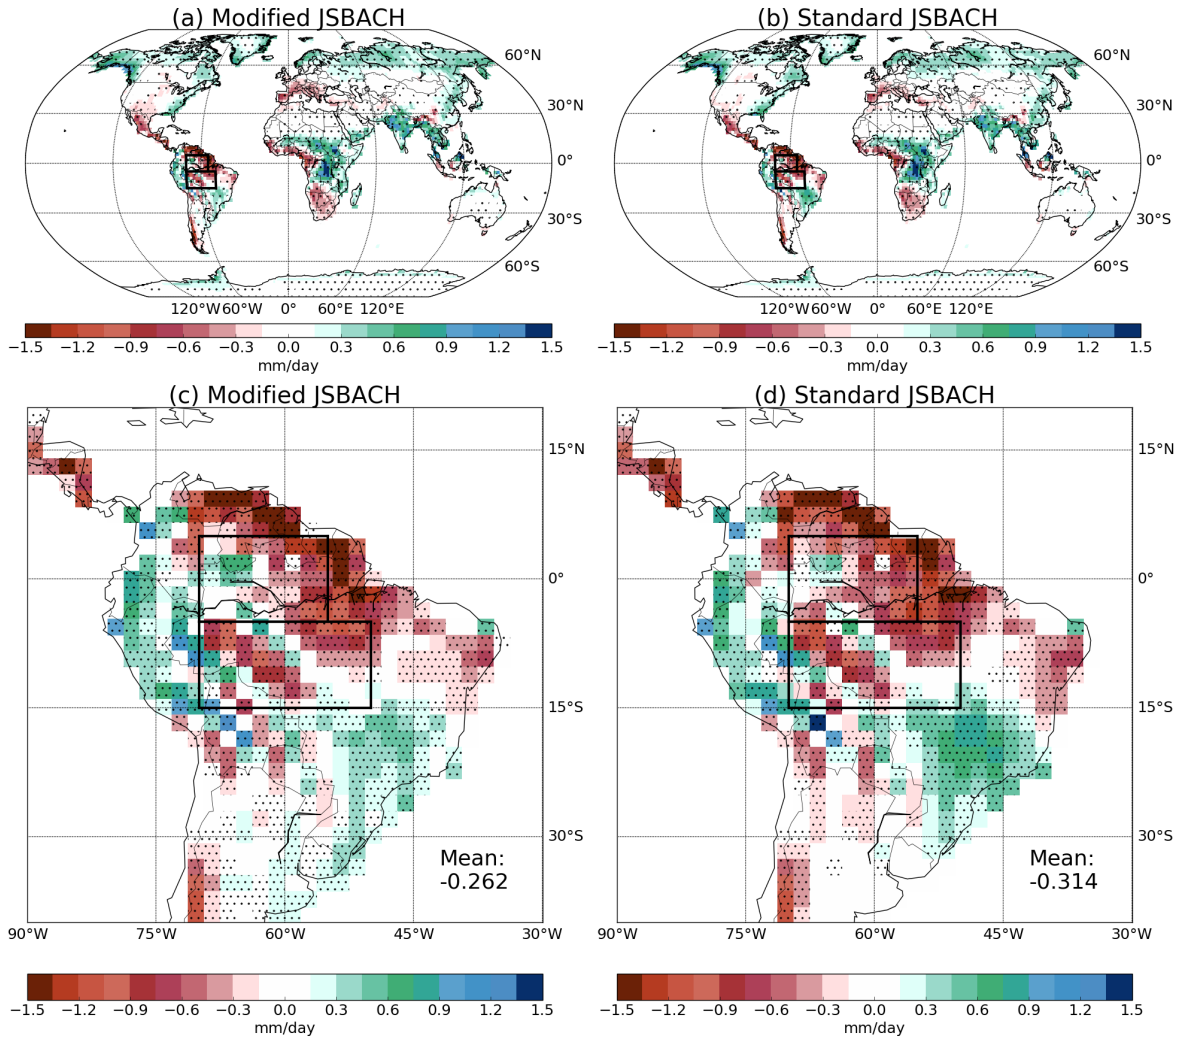 (a) Modified JSBACH
(b) Standard JSBACH
60°N
30°N
0°
30°S
60°S
120°W 60°W 0° 60°E 120°E
60°N
30°N
0°
30°S
60°S
120°W 60°W 0° 60°E 120°E
−1.5 −1.2 −0.9 −0.6 −0.3 0.0 0.3 0.6 0.9 1.2 1.5
mm/day
−1.5 −1.2 −0.9 −0.6 −0.3 0.0 0.3 0.6 0.9 1.2 1.5
mm/day
(c) Modified JSBACH
(d) Standard JSBACH
15°N
0°
15°S
30°S
Mean:
-0.262
90°W 75°W 60°W 45°W 30°W
15°N
0°
15°S
30°S
Mean:
-0.314
90°W 75°W 60°W 45°W 30°W
−1.5 −1.2 −0.9 −0.6 −0.3 0.0 0.3 0.6 0.9 1.2 1.5
mm/day
−1.5 −1.2 −0.9 −0.6 −0.3 0.0 0.3 0.6 0.9 1.2 1.5
mm/day